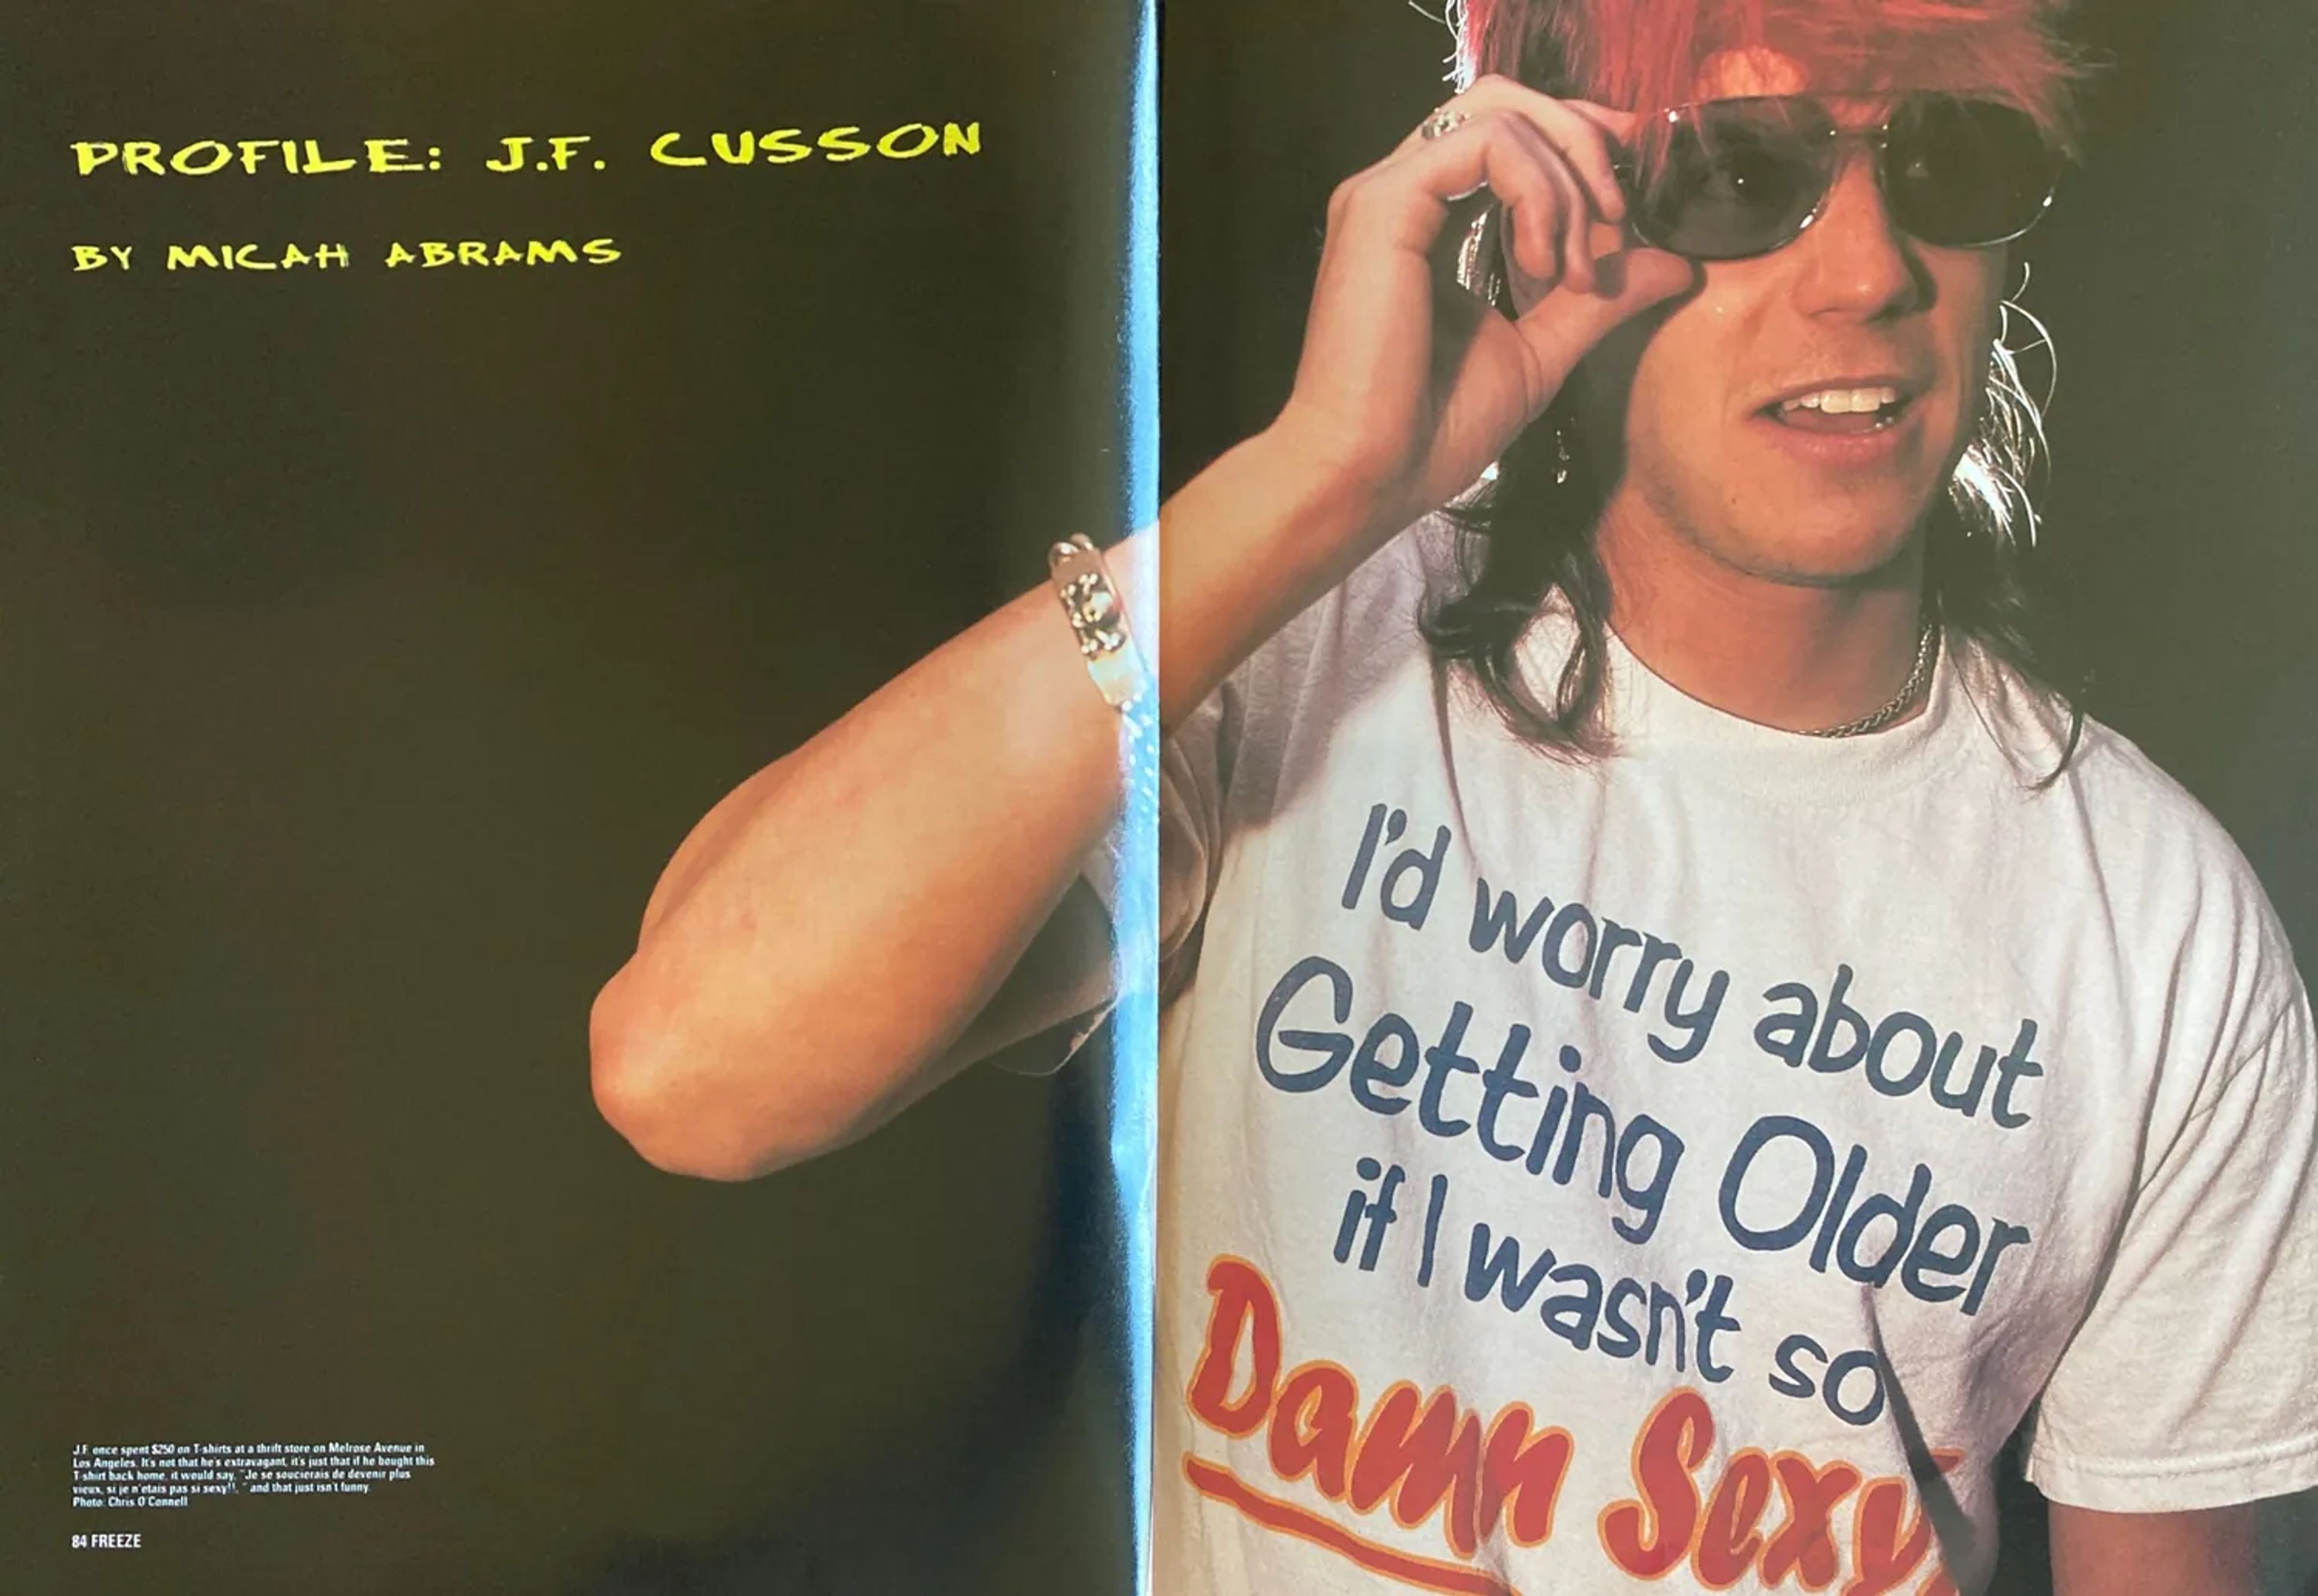 PROFILE: J.F. CUSSON
BY MICAH ABRAMS
I'd worry about
Getting Older
if I wasn't so
Damn Sexy
J.F. once spent $250 on T-shirts at a thrift store on Melrose Avenue in
Los Angeles. It's not that he's extravagant, it's just that if he bought this
T-shirt back home, it would say, "Je se soucierais de devenir plus
vieux, si je n'etais pas si sexy!!, " and that just isn't funny.
Photo: Chris O'Connell
84 FREEZE